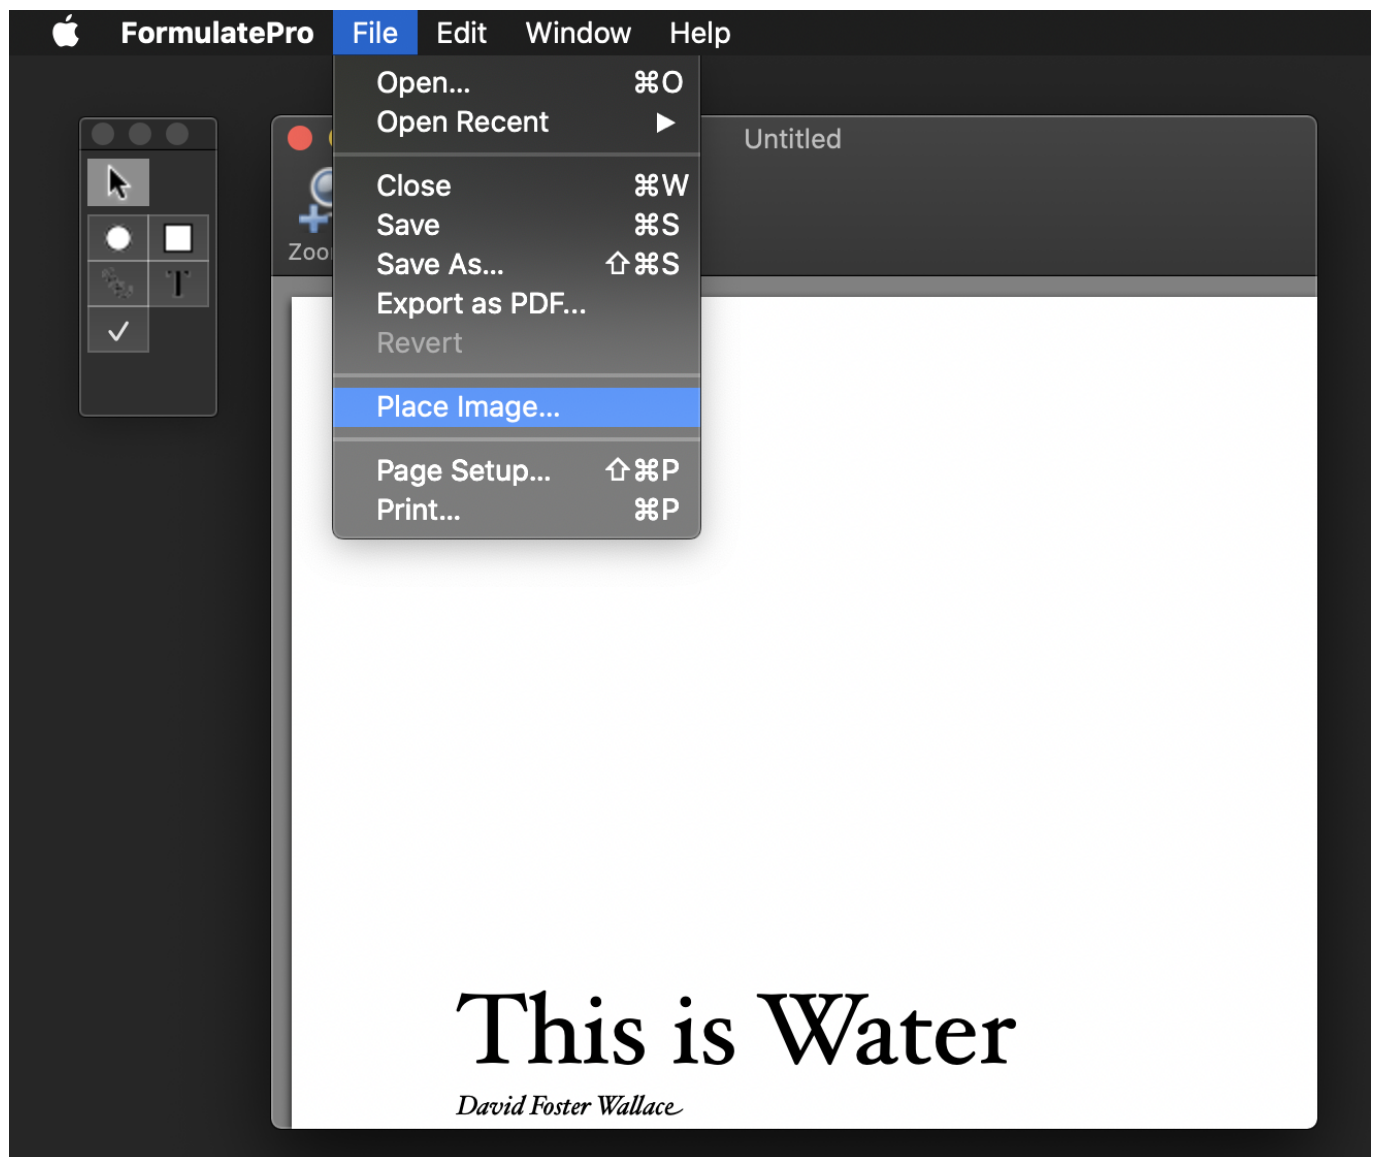 FormulatePro File Edit Window Help
Open... ⌘O
Open Recent ▶
Untitled
Close ⌘W
Save ⌘S
Save As... ⇧⌘S
Export as PDF...
Revert
Place Image...
Page Setup... ⇧⌘P
Print... ⌘P
T
This is Water
David Foster Wallace